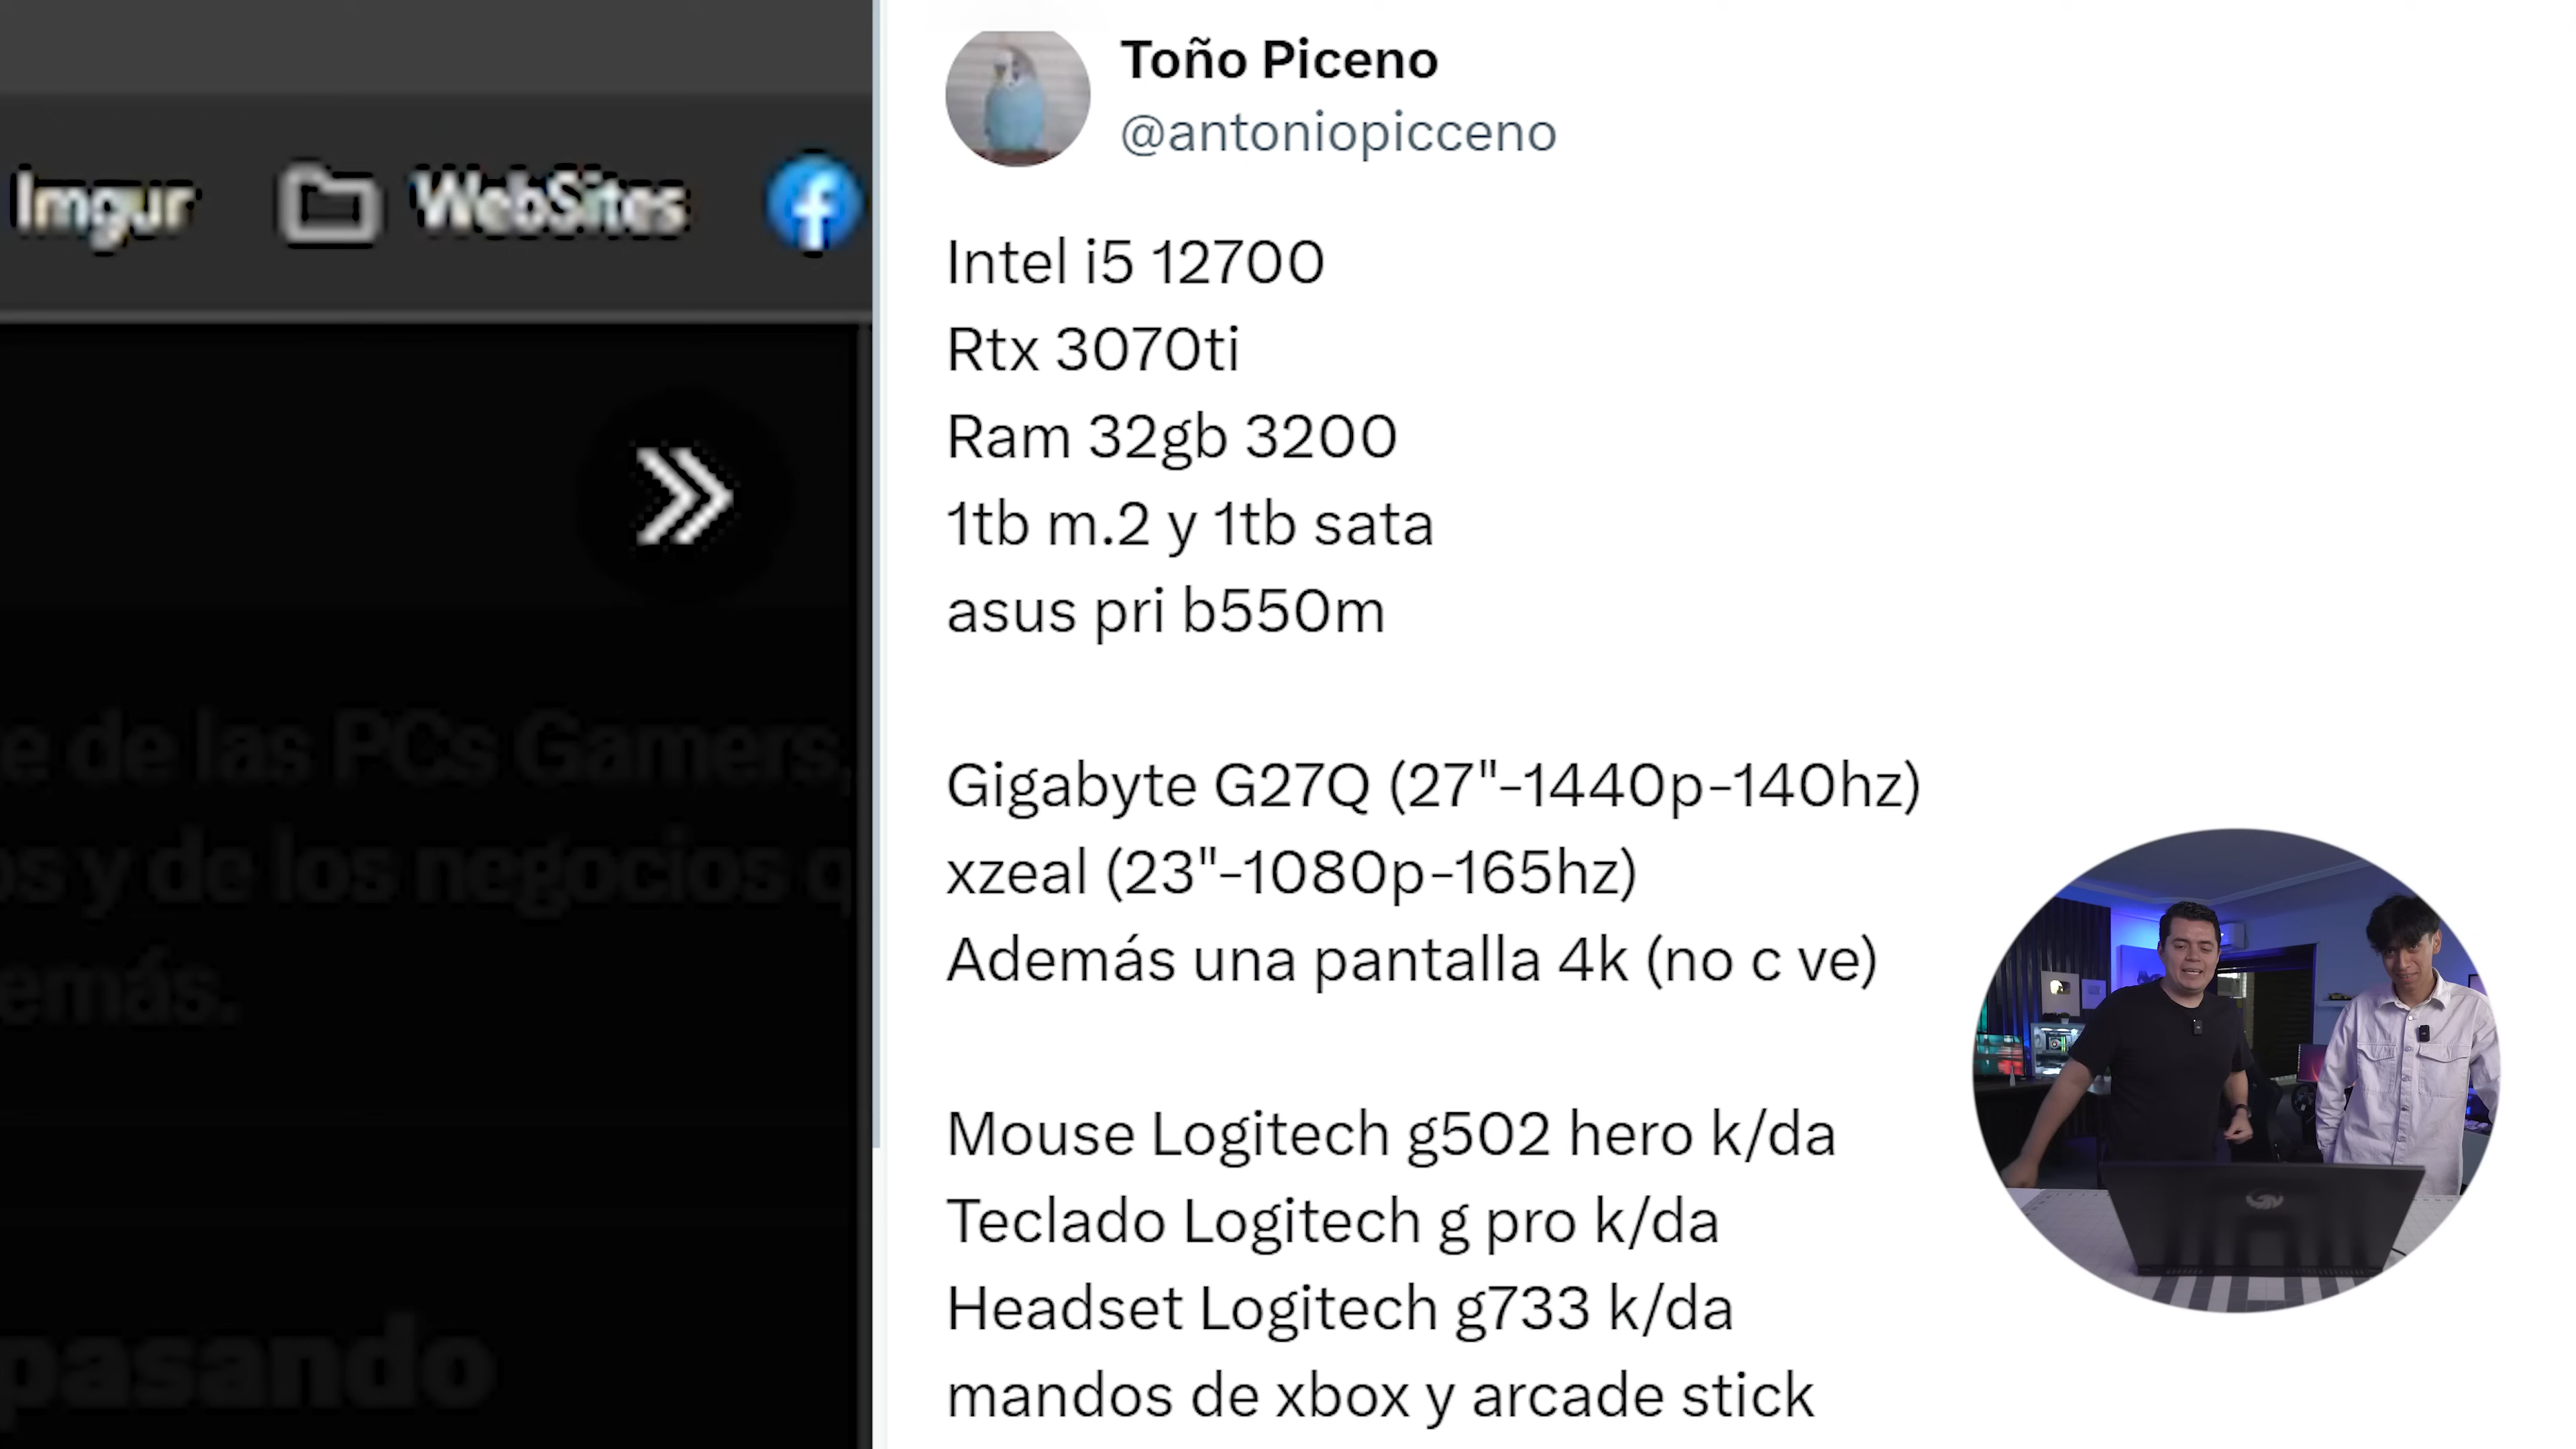 Imgur
WebSites
e de las PCs Gamers,
os y de los negocios q
emás.
pasando
Toño Piceno
@antoniopicceno
Intel i5 12700
Rtx 3070ti
Ram 32gb 3200
1tb m.2 y 1tb sata
asus pri b550m
Gigabyte G27Q (27"-1440p-140hz)
xzeal (23"-1080p-165hz)
Además una pantalla 4k (no c ve)
Mouse Logitech g502 hero k/da
Teclado Logitech g pro k/da
Headset Logitech g733 k/da
mandos de xbox y arcade stick